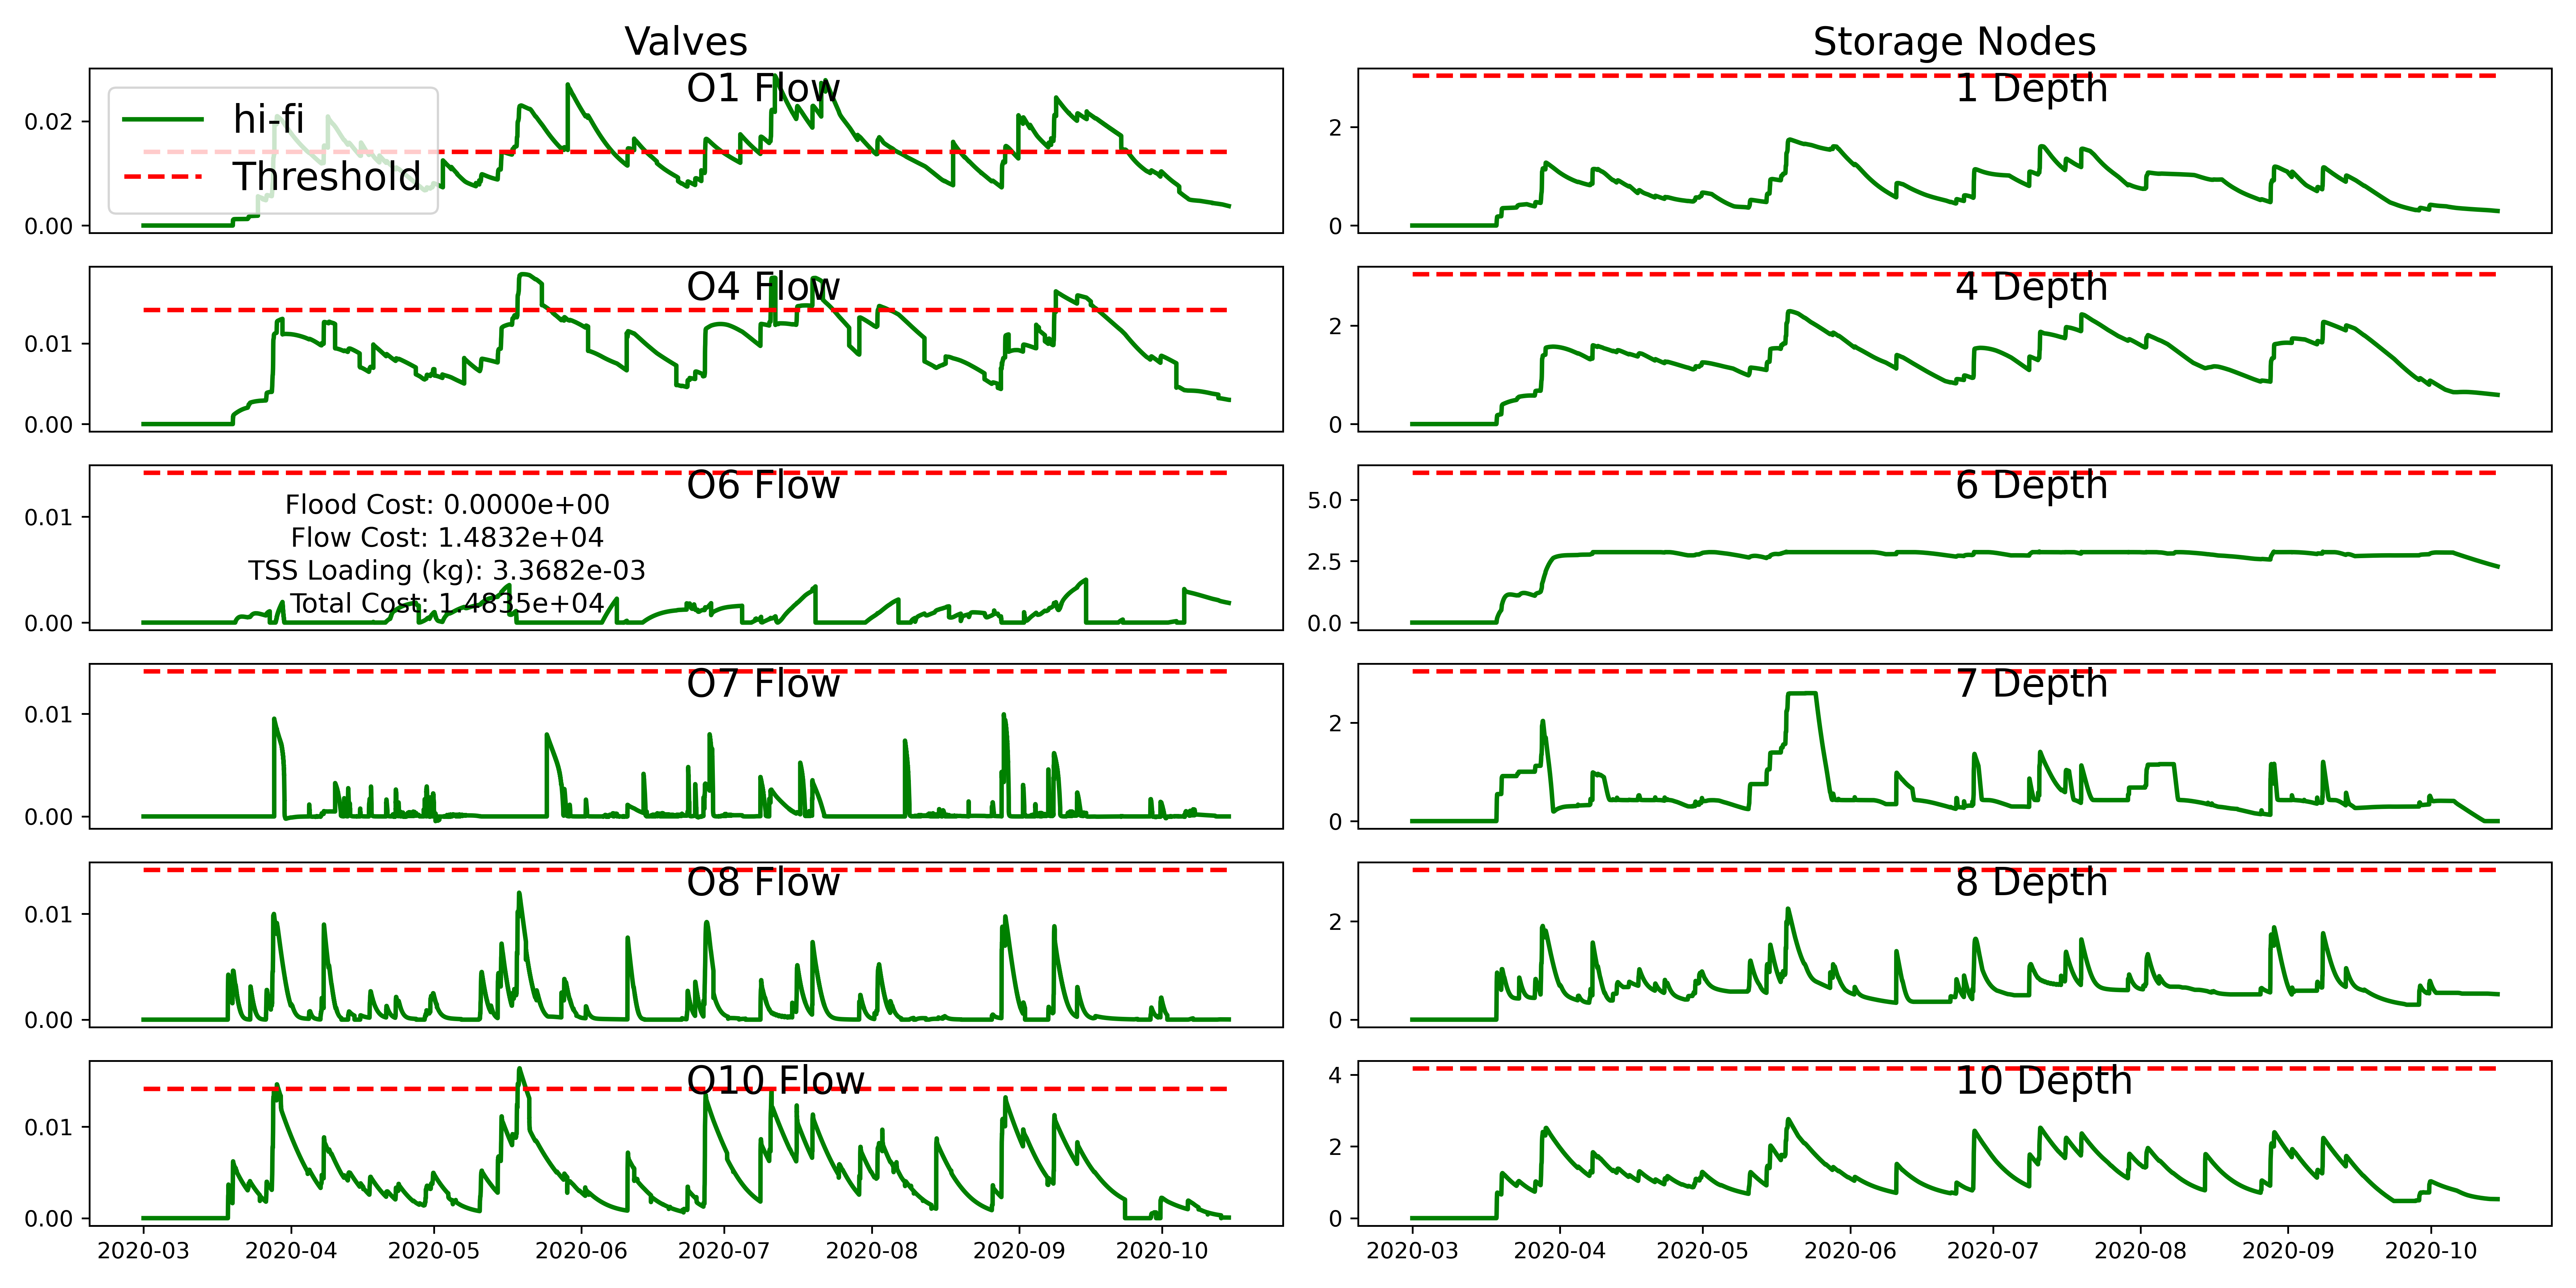 Valves
O1 Flow
hi-fi
Threshold
0.02
0.00
O4 Flow
0.01
0.00
O6 Flow
Flood Cost: 0.0000e+00
Flow Cost: 1.4832e+04
TSS Loading (kg): 3.3682e-03
Total Cost: 1.4835e+04
0.01
0.00
O7 Flow
0.01
0.00
O8 Flow
0.01
0.00
O10 Flow
0.01
0.00
2020-03 2020-04 2020-05 2020-06 2020-07 2020-08 2020-09 2020-10
Storage Nodes
1 Depth
2
0
4 Depth
2
0
6 Depth
5.0
2.5
0.0
7 Depth
2
0
8 Depth
2
0
10 Depth
4
2
0
2020-03 2020-04 2020-05 2020-06 2020-07 2020-08 2020-09 2020-10